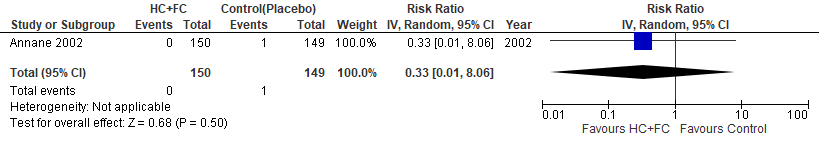 HC+FC Control(Placebo) Risk Ratio Risk Ratio
Study or Subgroup Events Total Events Total Weight IV, Random, 95% CI Year IV, Random, 95% CI
Annane 2002 0 150 1 149 100.0% 0.33 [0.01, 8.06] 2002
Total (95% CI) 150 149 100.0% 0.33 [0.01, 8.06]
Total events 0 1
Heterogeneity: Not applicable
Test for overall effect: Z = 0.68 (P = 0.50)
0.01 0.1 1 10 100
Favours HC+FC Favours Control